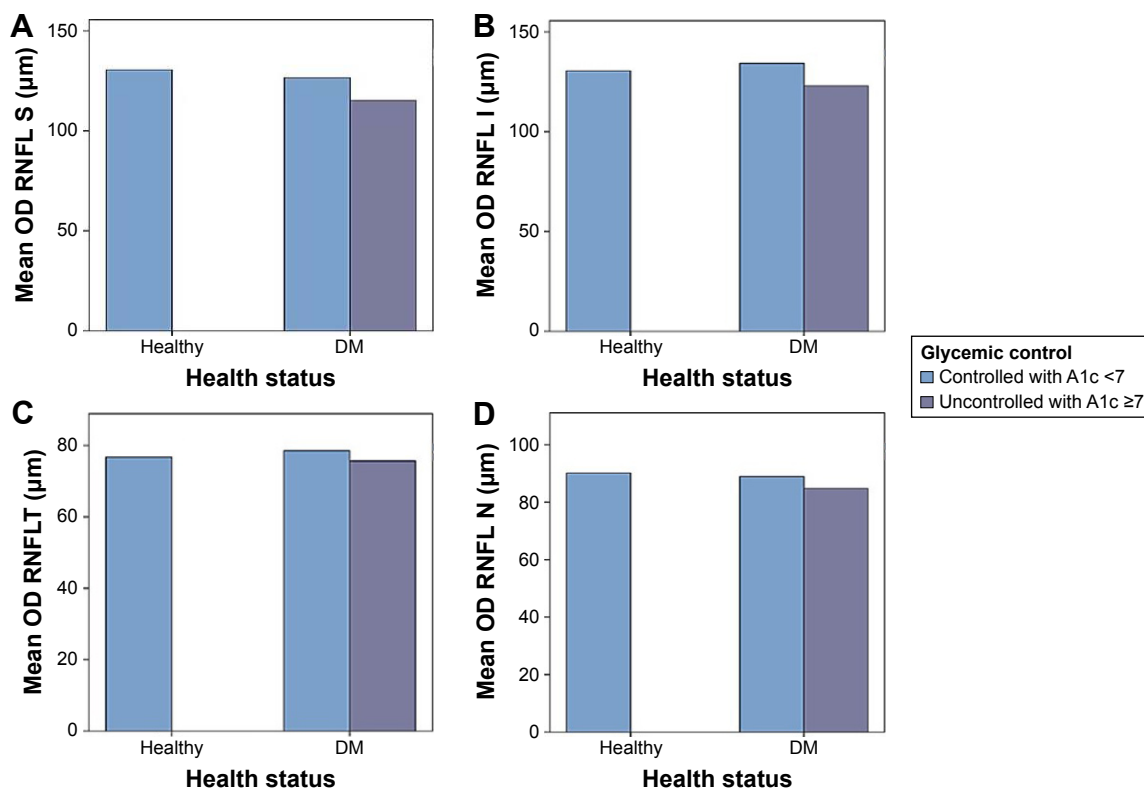 A
Mean OD RNFL S (μm)
150
100
50
0
Healthy
DM
Health status
B
Mean OD RNFL I (μm)
150
100
50
0
Healthy
DM
Health status
Glycemic control
Controlled with A1c <7
Uncontrolled with A1c ≥7
C
Mean OD RNFLT (μm)
80
60
40
20
0
Healthy
DM
Health status
D
Mean OD RNFL N (μm)
100
80
60
40
20
0
Healthy
DM
Health status